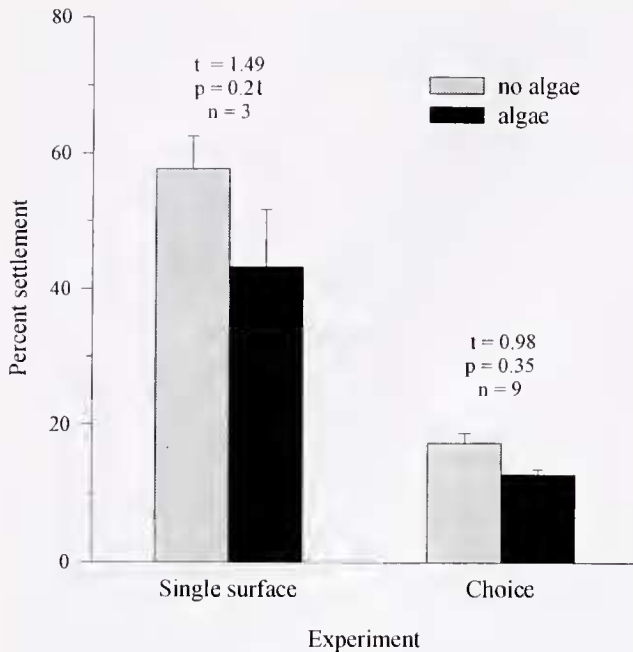 80
t = 1.49
p = 0.21
n = 3
no algae
algae
60
Percent settlement
40
t = 0.98
p = 0.35
n = 9
20
0
Single surface
Choice
Experiment